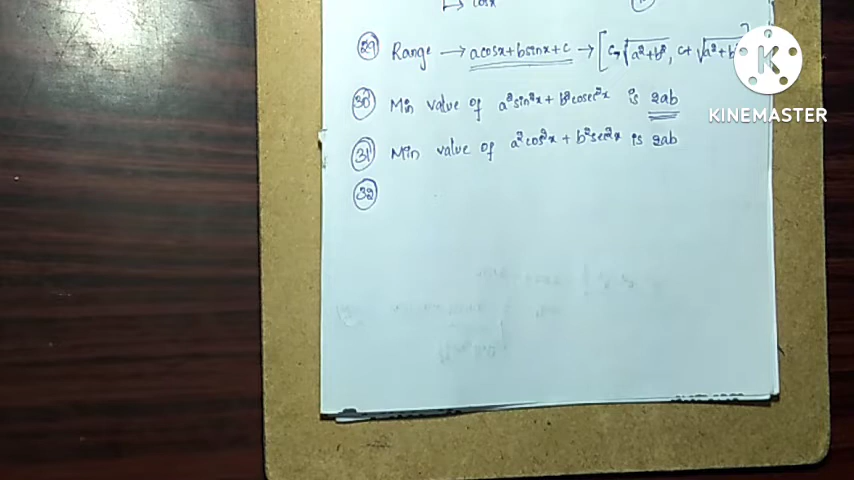 cosx
29 Range → acosx+bsinx+c → [c-√a²+b², c+√a²+b²]
30 Min value of a²sin²x + b²cosec²x is 2ab
31 Min value of a²cos²x + b²sec²x is 2ab
32
KINEMASTER